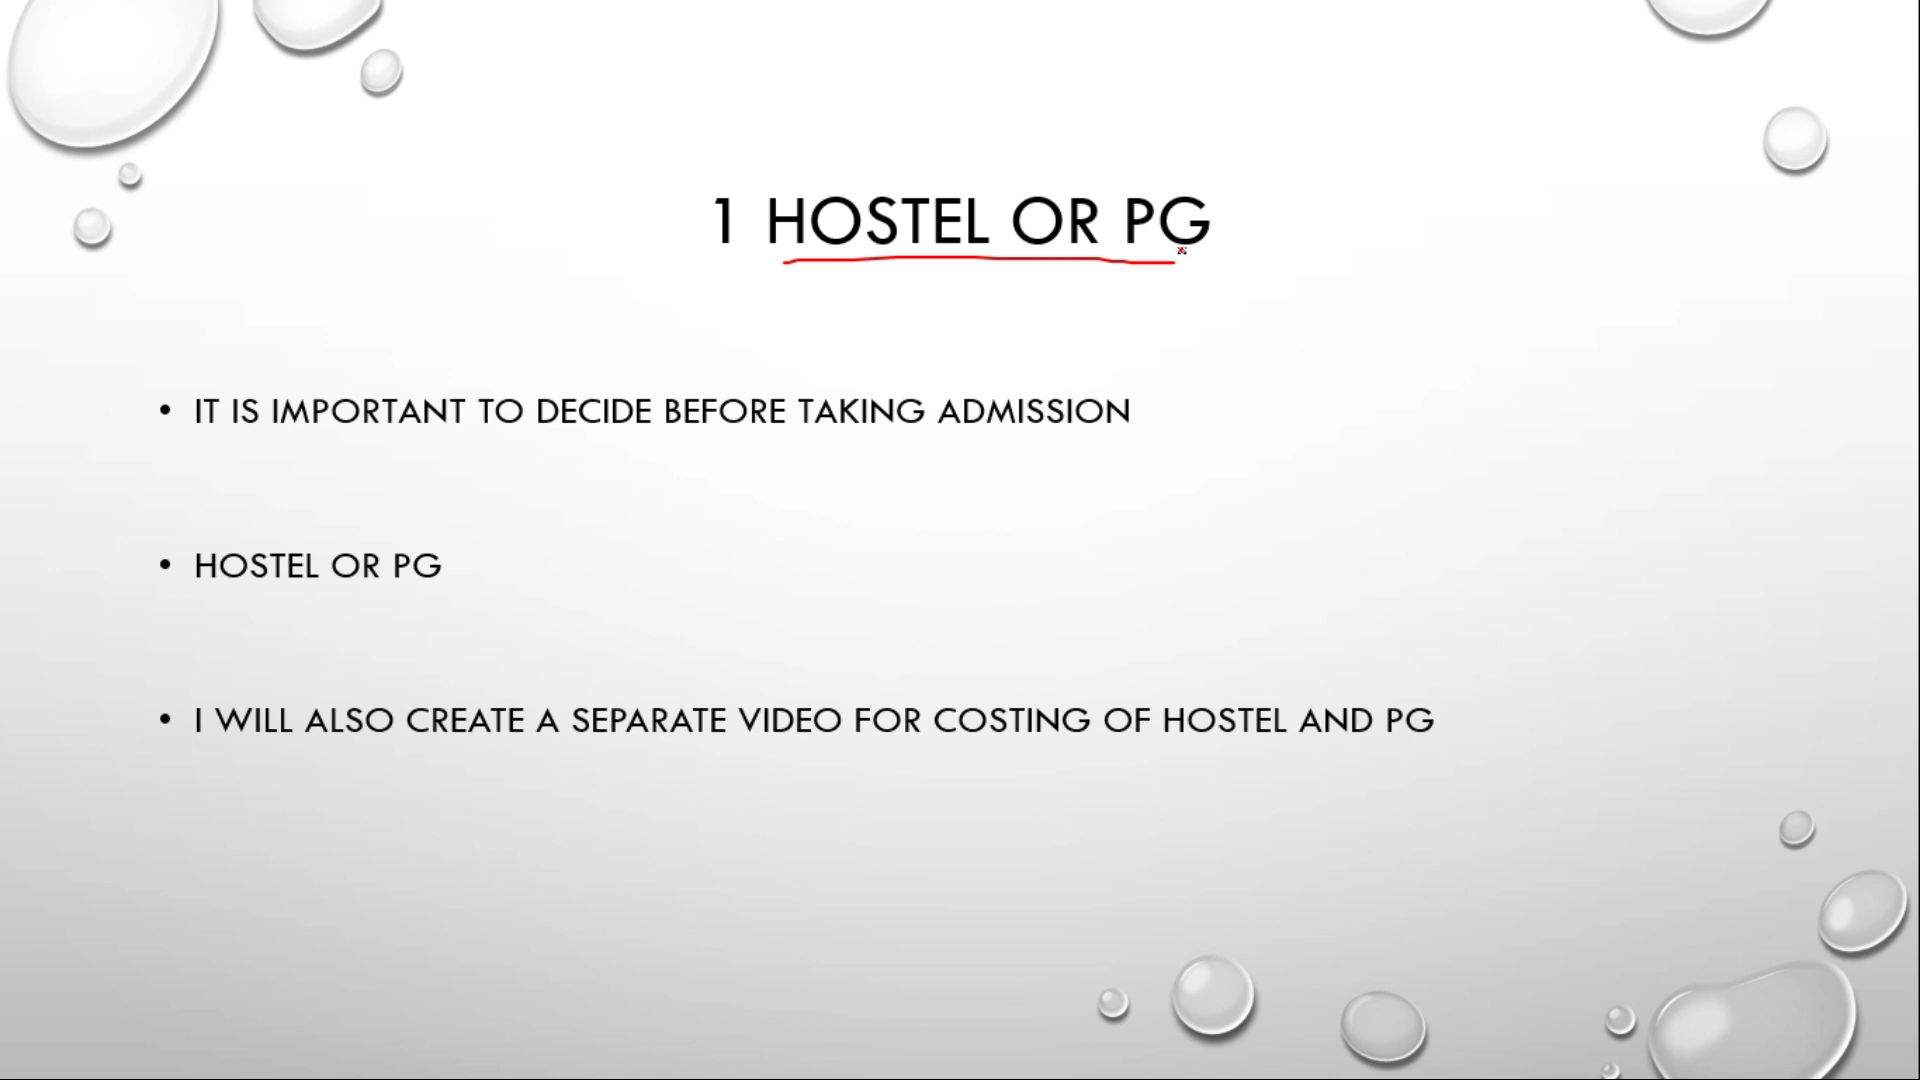 1 HOSTEL OR PG
• IT IS IMPORTANT TO DECIDE BEFORE TAKING ADMISSION
• HOSTEL OR PG
• I WILL ALSO CREATE A SEPARATE VIDEO FOR COSTING OF HOSTEL AND PG